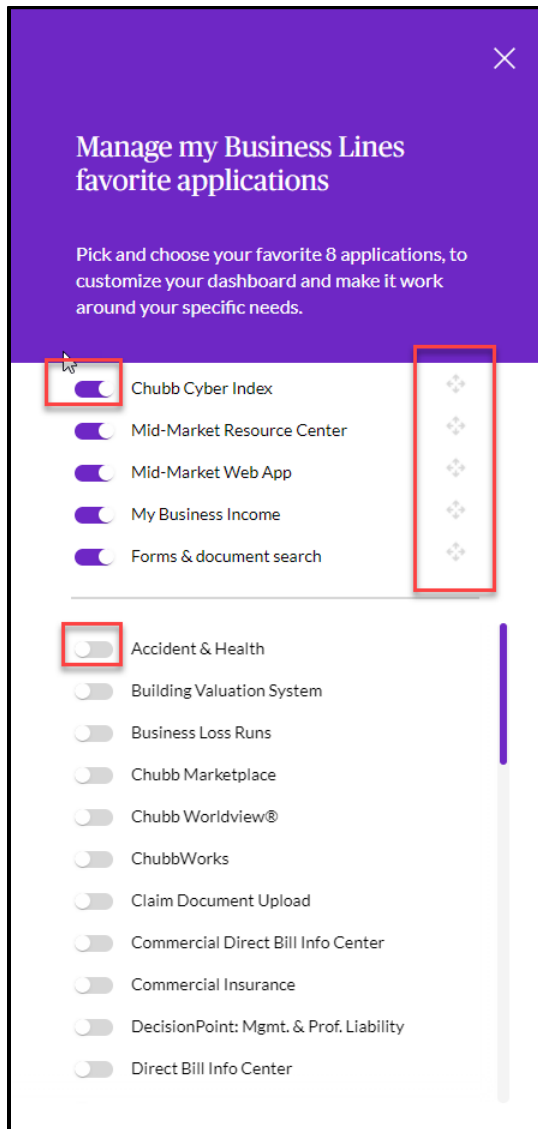 Manage my Business Lines
favorite applications
Pick and choose your favorite 8 applications, to
customize your dashboard and make it work
around your specific needs.
Chubb Cyber Index
Mid-Market Resource Center
Mid-Market Web App
My Business Income
Forms & document search
Accident & Health
Building Valuation System
Business Loss Runs
Chubb Marketplace
Chubb Worldview®
ChubbWorks
Claim Document Upload
Commercial Direct Bill Info Center
Commercial Insurance
DecisionPoint: Mgmt. & Prof. Liability
Direct Bill Info Center